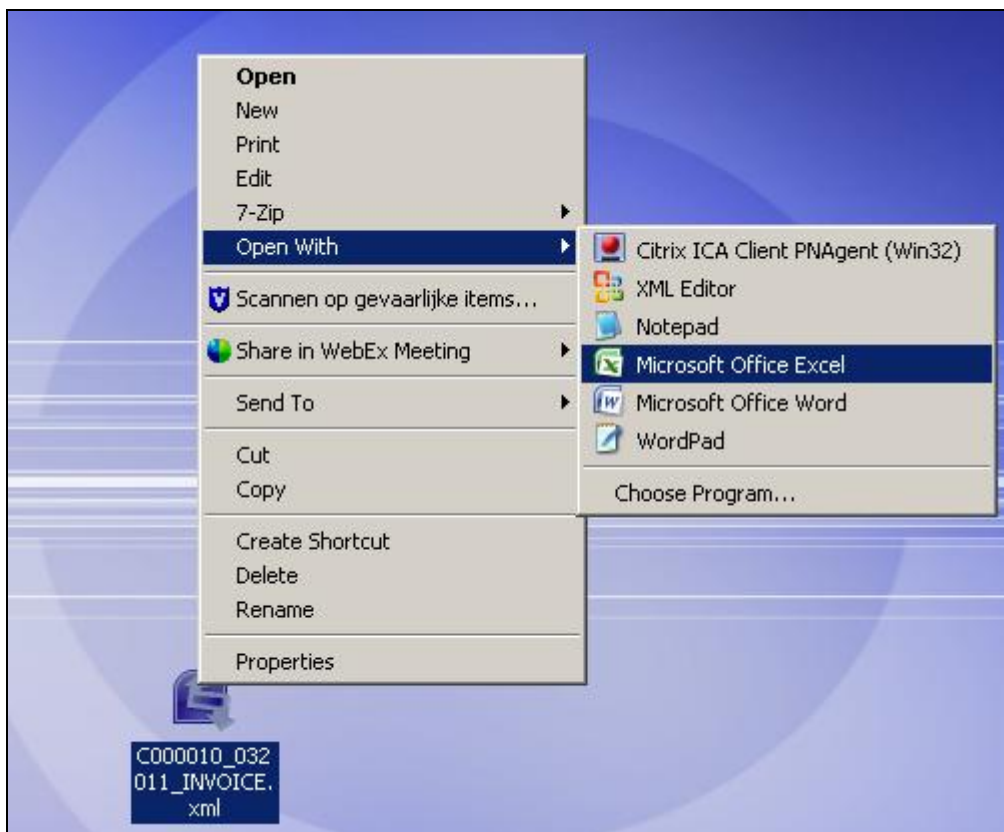 Open
New
Print
Edit
7-Zip
Open With
Scannen op gevaarlijke items...
Share in WebEx Meeting
Send To
Cut
Copy
Create Shortcut
Delete
Rename
Properties
Citrix ICA Client PNAgent (Win32)
XML Editor
Notepad
Microsoft Office Excel
Microsoft Office Word
WordPad
Choose Program...
C000010_032
011_INVOICE.
xml